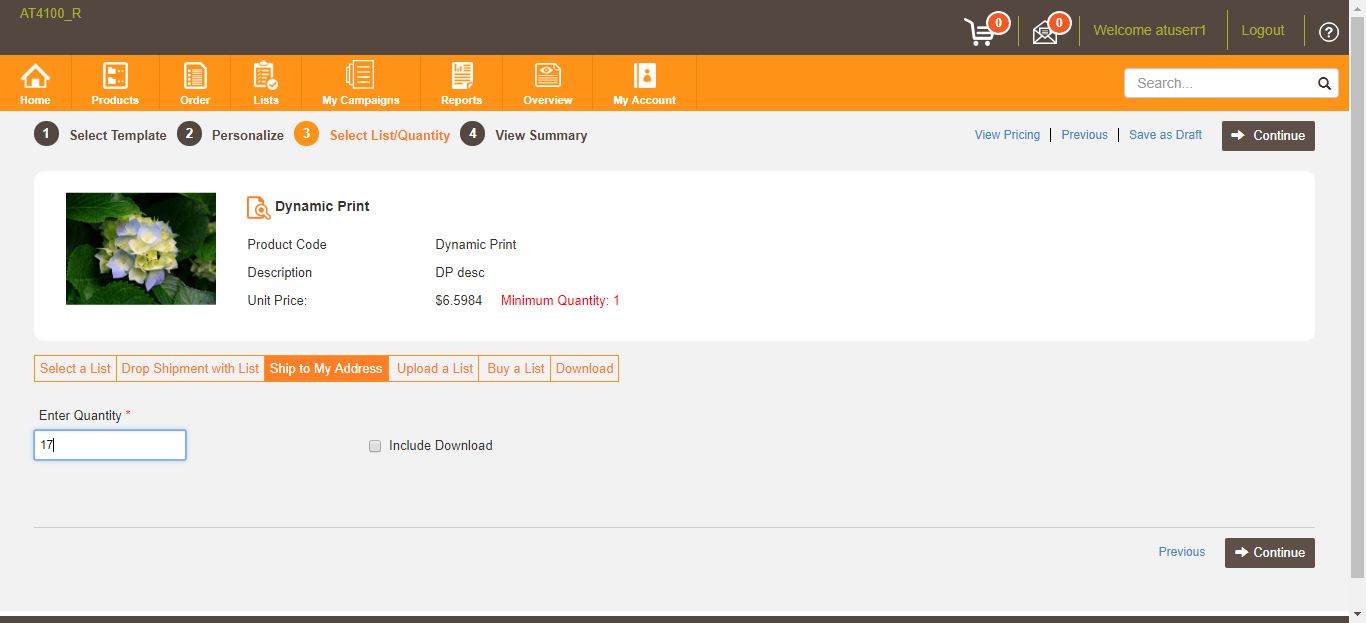 AT4100_R
0
0
Welcome atuserr1
Logout
?
Home
Products
Order
Lists
My Campaigns
Reports
Overview
My Account
Search...
1 Select Template 2 Personalize 3 Select List/Quantity 4 View Summary
View Pricing Previous Save as Draft Continue
Dynamic Print
Product Code Dynamic Print
Description DP desc
Unit Price: $6.5984 Minimum Quantity: 1
Select a List Drop Shipment with List Ship to My Address Upload a List Buy a List Download
Enter Quantity *
17 Include Download
Previous Continue